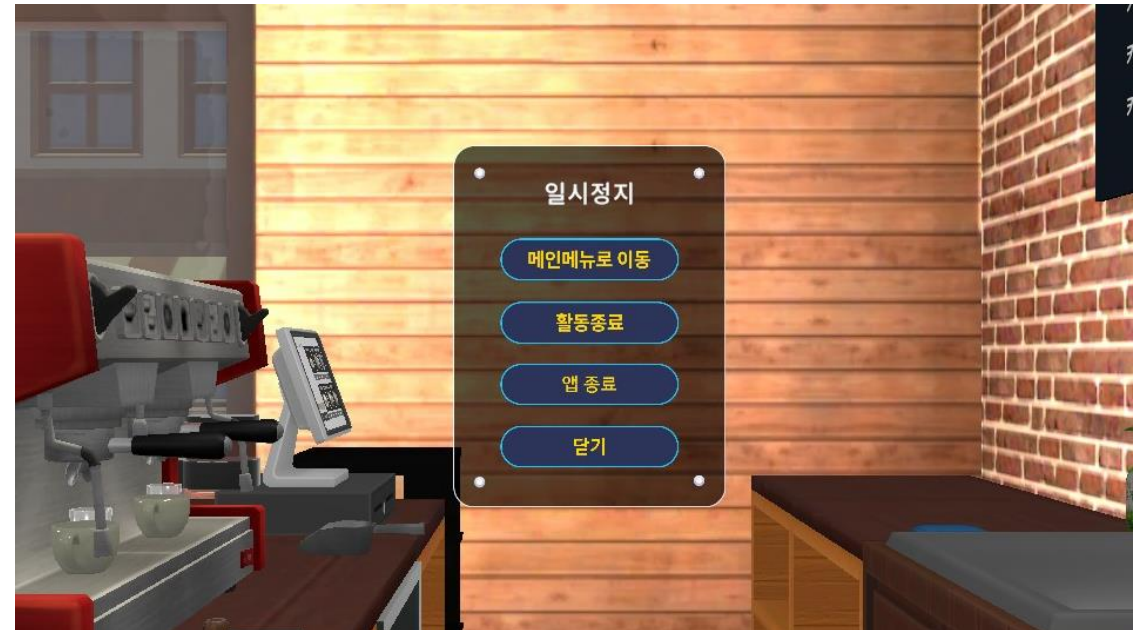 일시정지
메인메뉴로 이동
활동종료
앱 종료
닫기